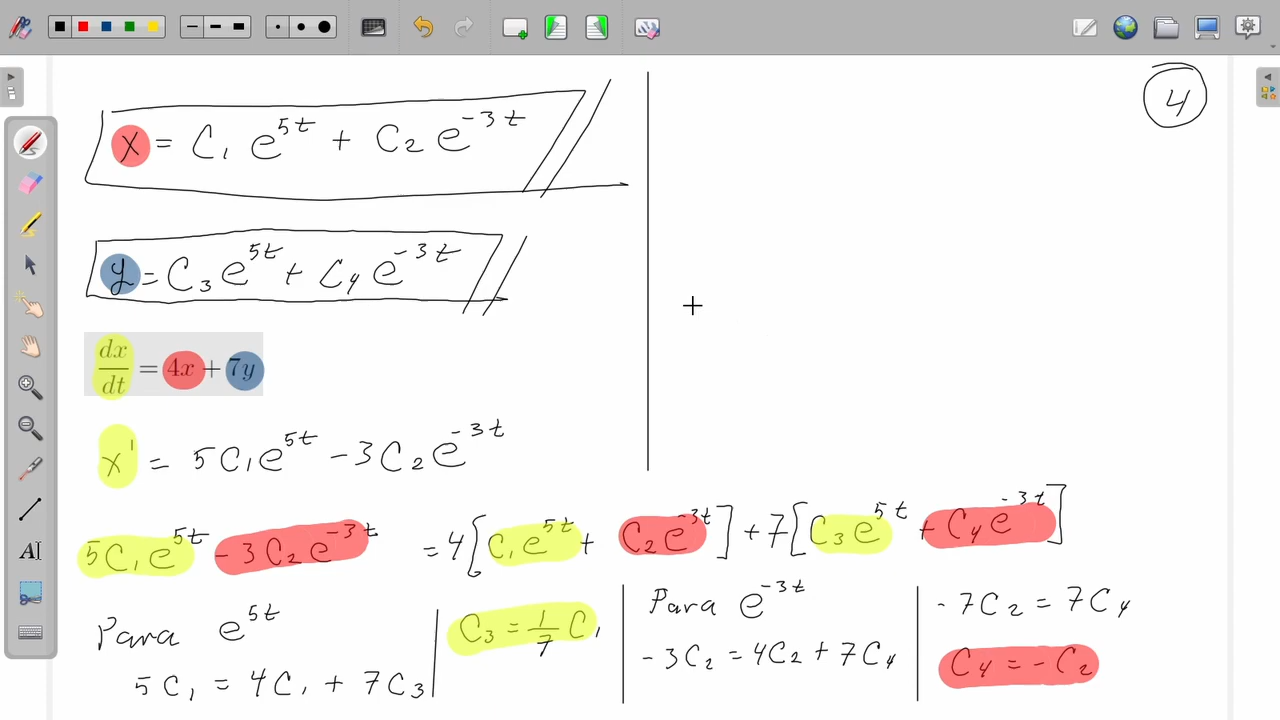 4
x = C₁ e^{5t} + C₂ e^{-3t}
y = C₃ e^{5t} + C₄ e^{-3t}
dx/dt = 4x + 7y
x' = 5C₁e^{5t} - 3C₂e^{-3t}
5C₁e^{5t} - 3C₂e^{-3t} = 4[C₁e^{5t} + C₂e^{-3t}] + 7[C₃e^{5t} + C₄e^{-3t}]
Para e^{5t}
5C₁ = 4C₁ + 7C₃
C₃ = 1/7 C₁
Para e^{-3t}
-3C₂ = 4C₂ + 7C₄
-7C₂ = 7C₄
C₄ = -C₂